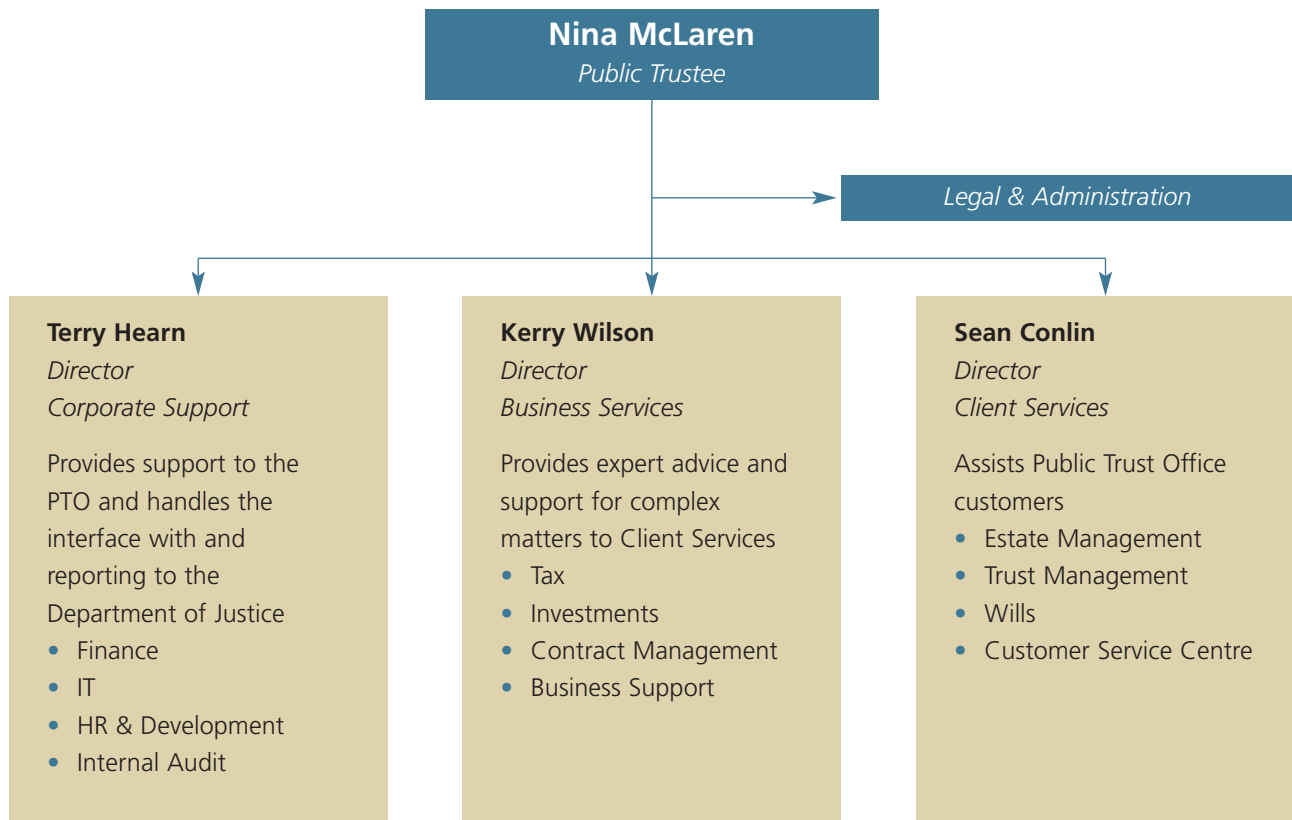 Nina McLaren
Public Trustee
Legal & Administration
Terry Hearn
Director
Corporate Support
Provides support to the
PTO and handles the
interface with and
reporting to the
Department of Justice
• Finance
• IT
• HR & Development
• Internal Audit
Kerry Wilson
Director
Business Services
Provides expert advice and
support for complex
matters to Client Services
• Tax
• Investments
• Contract Management
• Business Support
Sean Conlin
Director
Client Services
Assists Public Trust Office
customers
• Estate Management
• Trust Management
• Wills
• Customer Service Centre